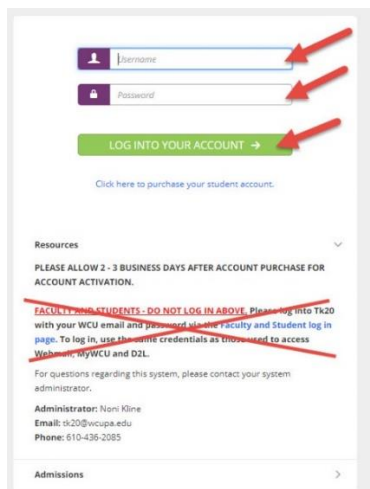 Username
Password
LOG INTO YOUR ACCOUNT →
Click here to purchase your student account.
Resources
PLEASE ALLOW 2 - 3 BUSINESS DAYS AFTER ACCOUNT PURCHASE FOR
ACCOUNT ACTIVATION.
FACULTY AND STUDENTS - DO NOT LOG IN ABOVE. Please log into Tk20
with your WCU email and password via the Faculty and Student log in
page. To log in, use the same credentials as those used to access
Webmail, MyWCU and D2L.
For questions regarding this system, please contact your system
administrator.
Administrator: Noni Kline
Email: tk20@wcupa.edu
Phone: 610-436-2085
Admissions